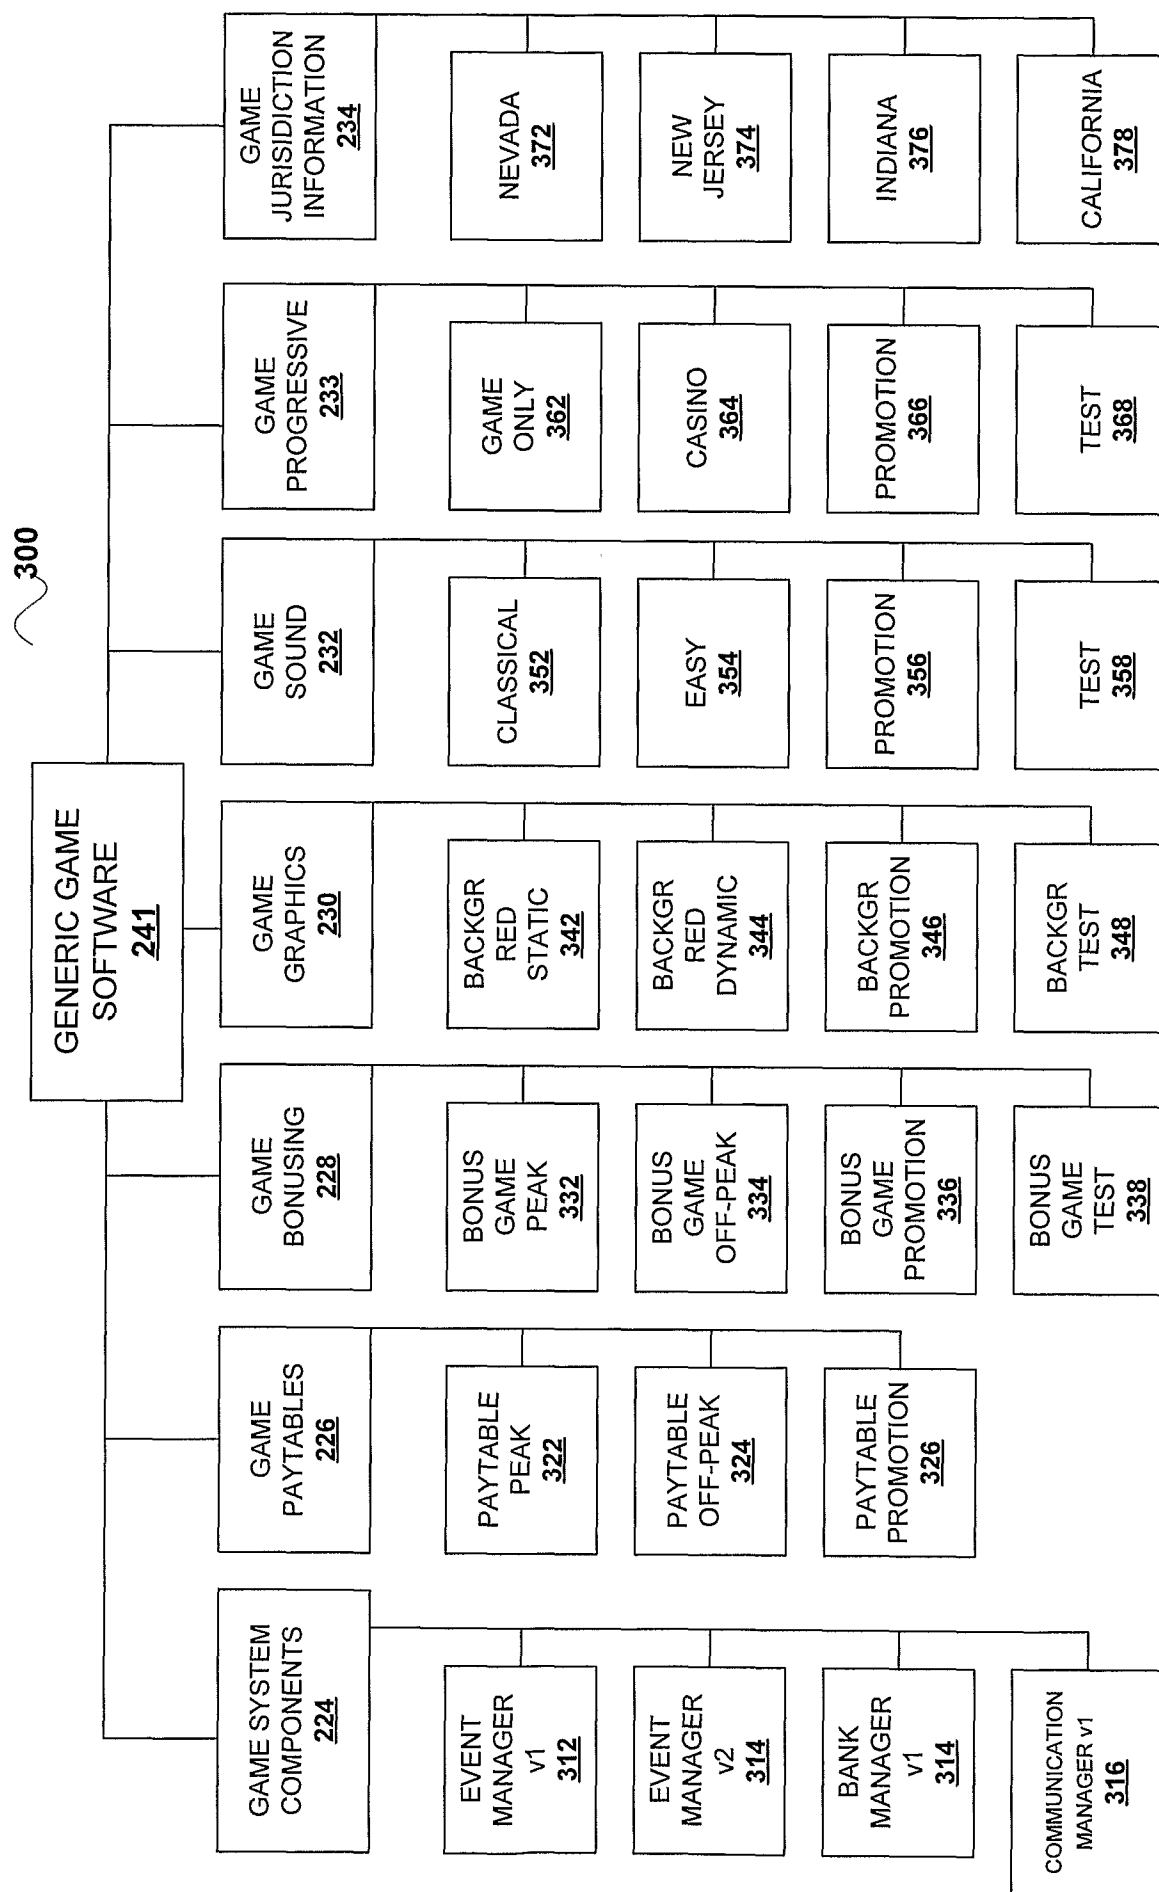 300
GENERIC GAME
SOFTWARE
241
GAME SYSTEM
COMPONENTS
224
EVENT
MANAGER
v1
312
EVENT
MANAGER
v2
314
BANK
MANAGER
v1
314
COMMUNICATION
MANAGER v1
316
GAME
PAYTABLES
226
PAYTABLE
PEAK
322
PAYTABLE
OFF-PEAK
324
PAYTABLE
PROMOTION
326
GAME
BONUSING
228
BONUS
GAME
PEAK
332
BONUS
GAME
OFF-PEAK
334
BONUS
GAME
PROMOTION
336
BONUS
GAME
TEST
338
GAME
GRAPHICS
230
BACKGR
RED
STATIC
342
BACKGR
RED
DYNAMIC
344
BACKGR
PROMOTION
346
BACKGR
TEST
348
GAME
SOUND
232
CLASSICAL
352
EASY
354
PROMOTION
356
TEST
358
GAME
PROGRESSIVE
233
GAME
ONLY
362
CASINO
364
PROMOTION
366
TEST
368
GAME
JURISIDICTION
INFORMATION
234
NEVADA
372
NEW
JERSEY
374
INDIANA
376
CALIFORNIA
378